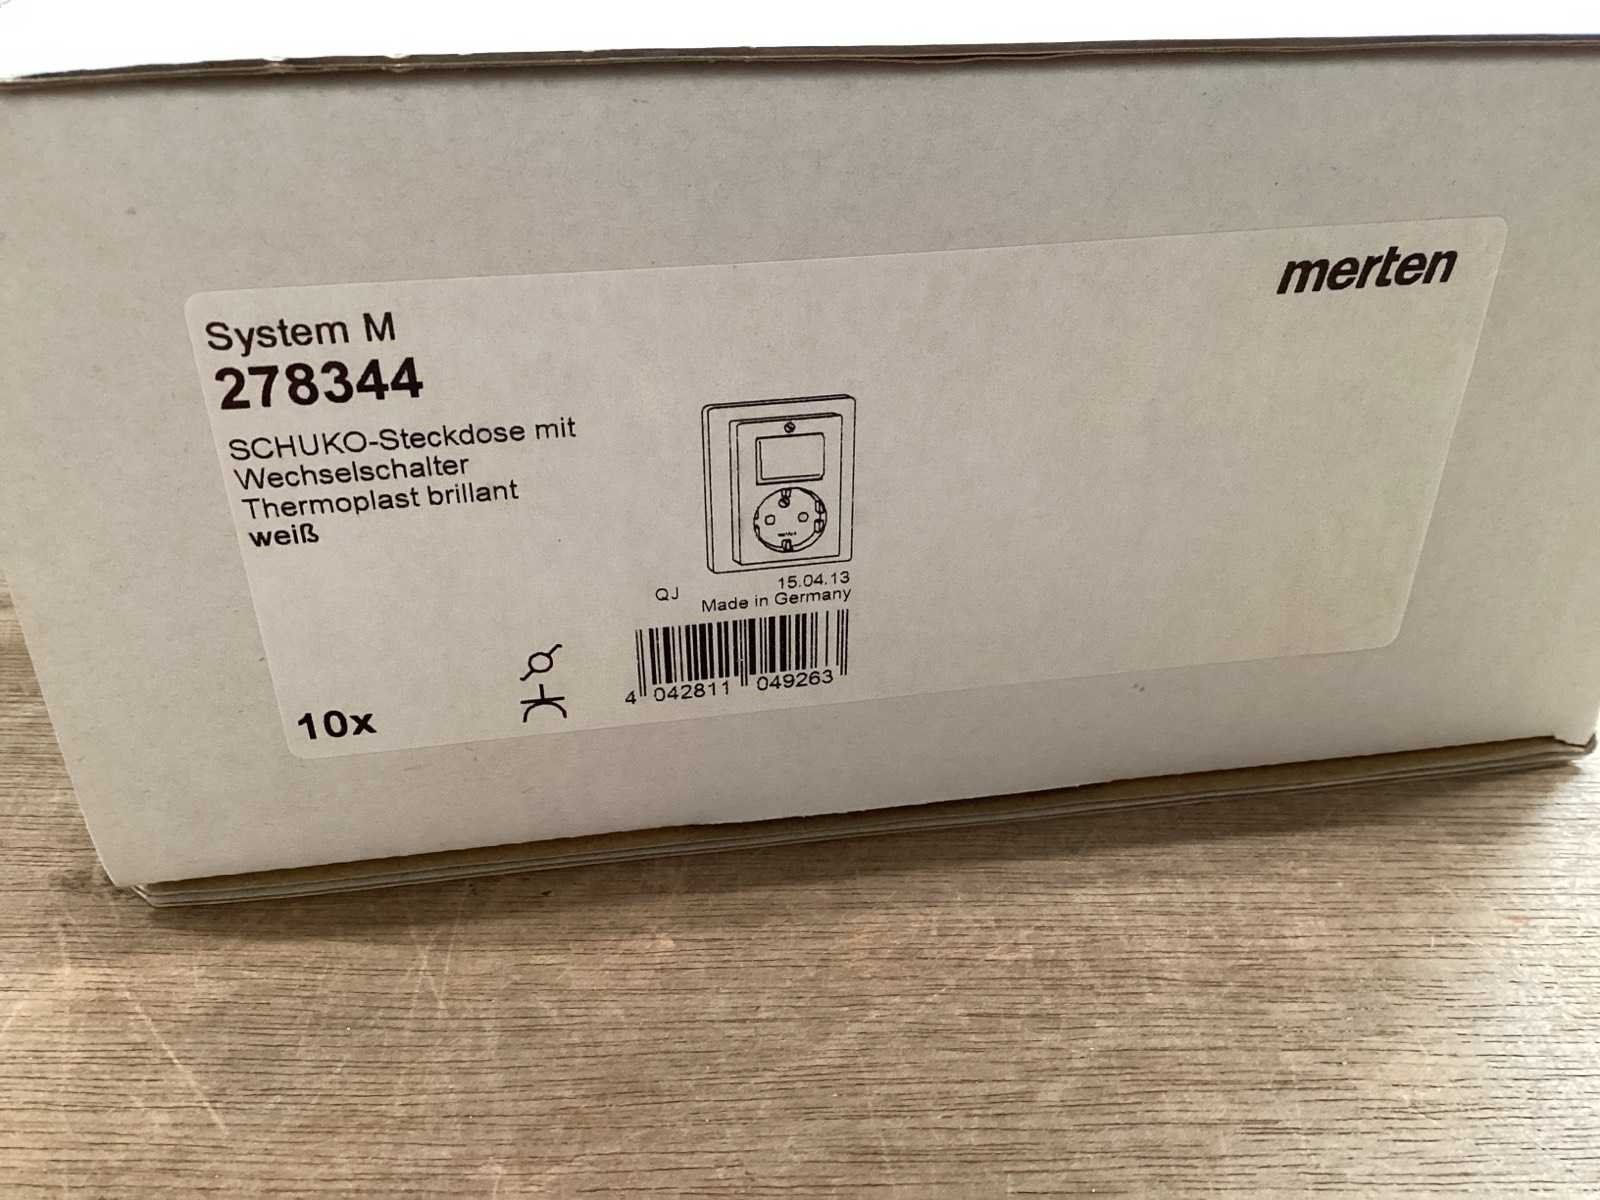 merten
System M
278344
SCHUKO-Steckdose mit
Wechselschalter
Thermoplast brillant
weiß
QJ
15.04.13
Made in Germany
4 042811 049263
10x